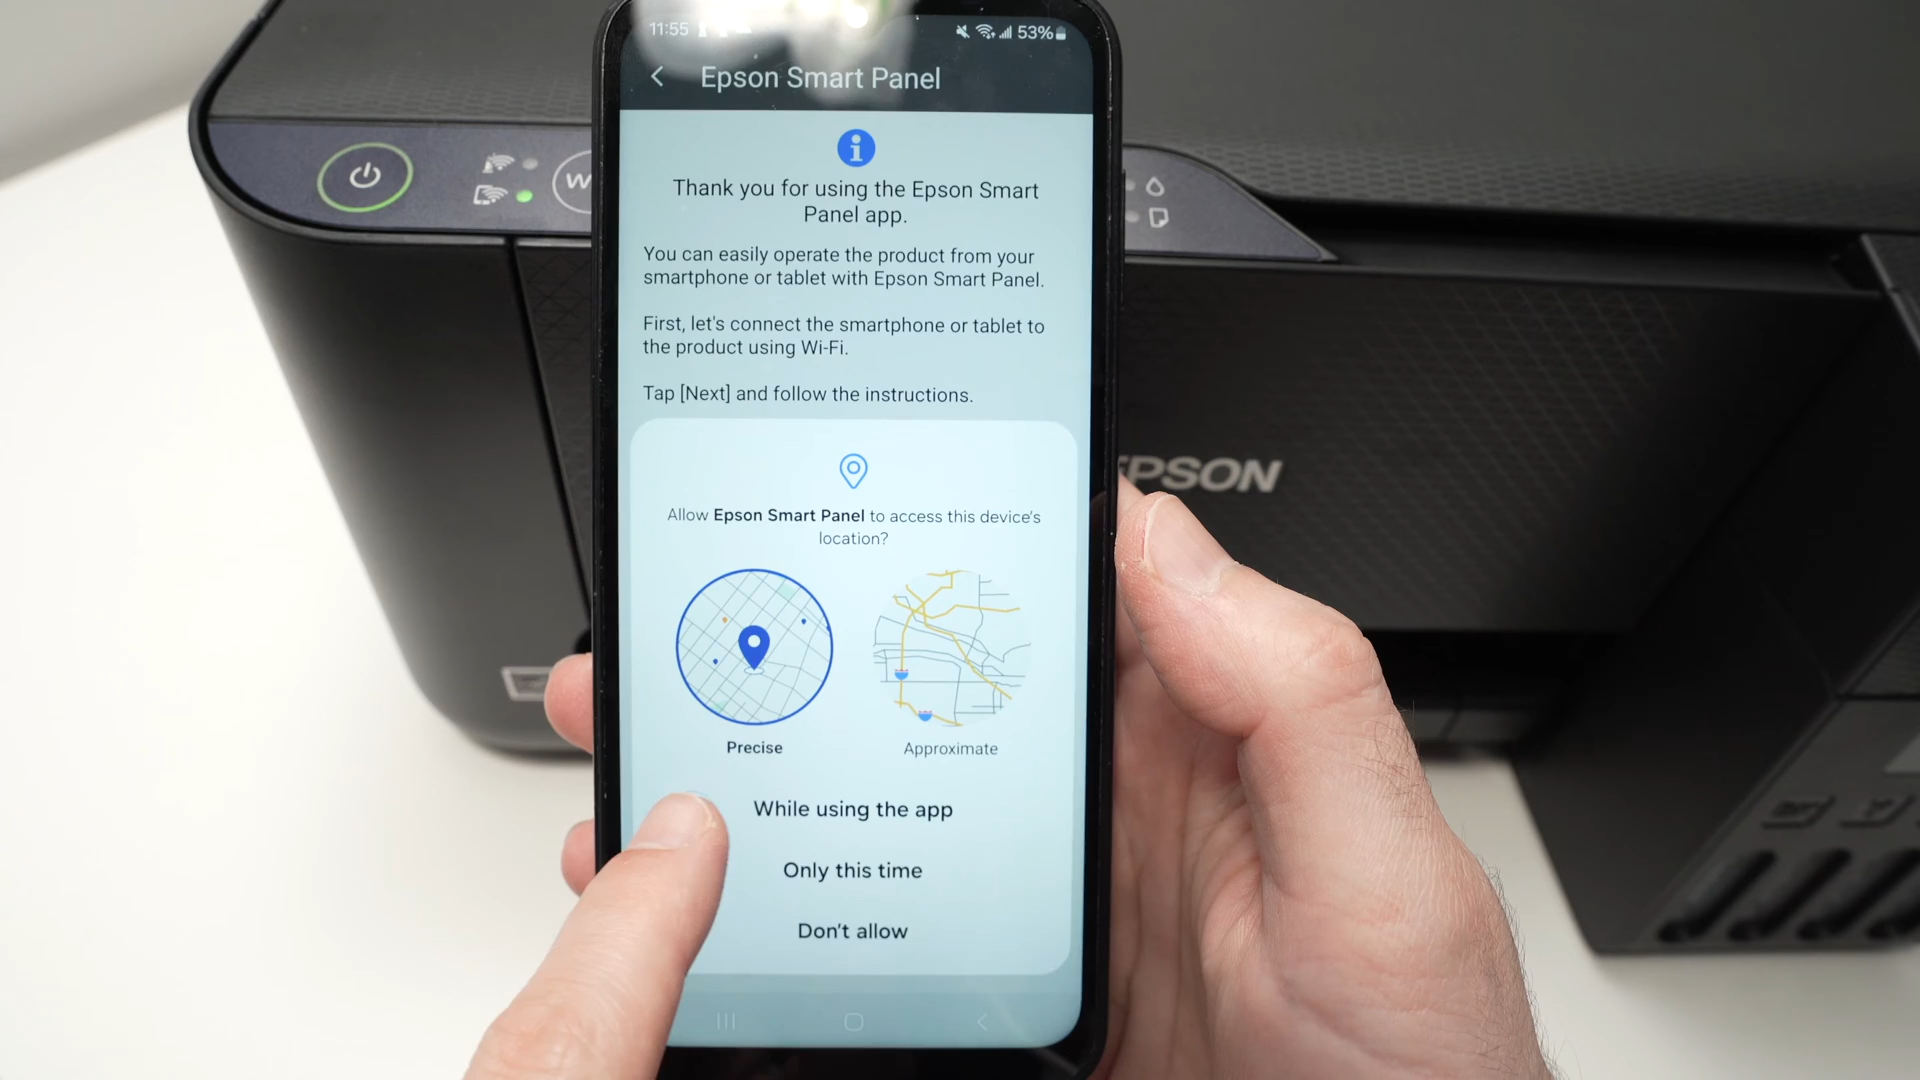 11:55
53%
Epson Smart Panel
Thank you for using the Epson Smart
Panel app.
You can easily operate the product from your
smartphone or tablet with Epson Smart Panel.
First, let's connect the smartphone or tablet to
the product using Wi-Fi.
Tap [Next] and follow the instructions.
Allow Epson Smart Panel to access this device's
location?
Precise
Approximate
While using the app
Only this time
Don't allow
EPSON